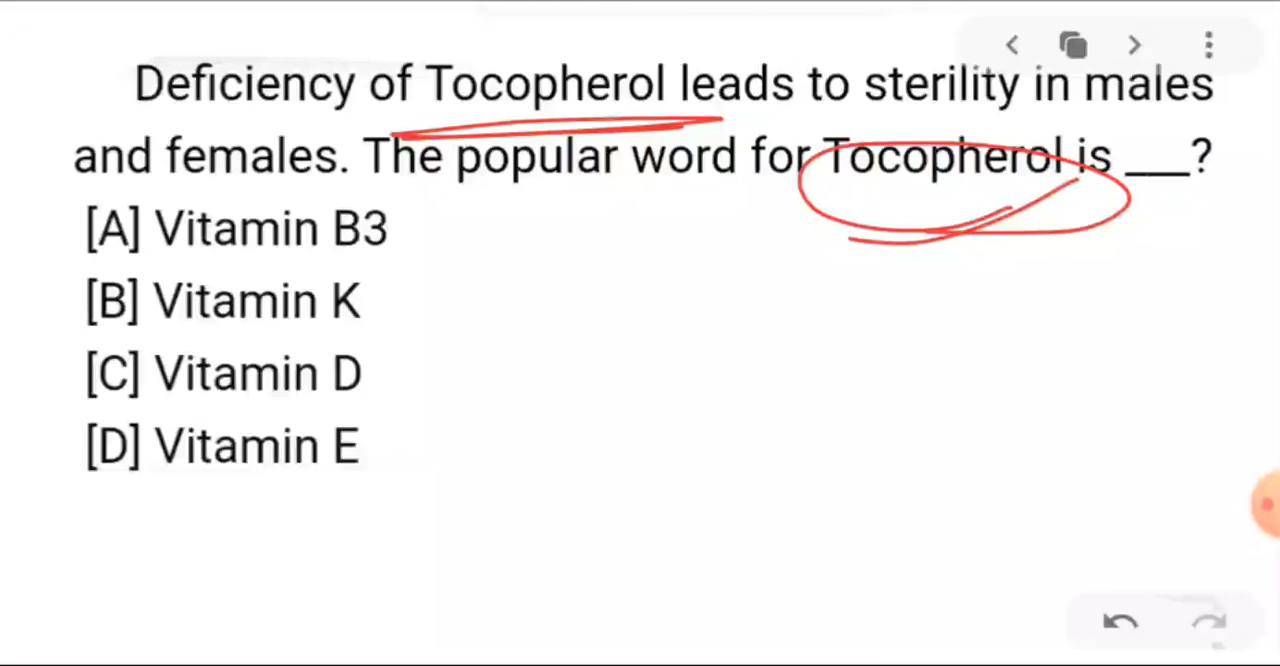 Deficiency of Tocopherol leads to sterility in males
and females. The popular word for Tocopherol is ___?
[A] Vitamin B3
[B] Vitamin K
[C] Vitamin D
[D] Vitamin E